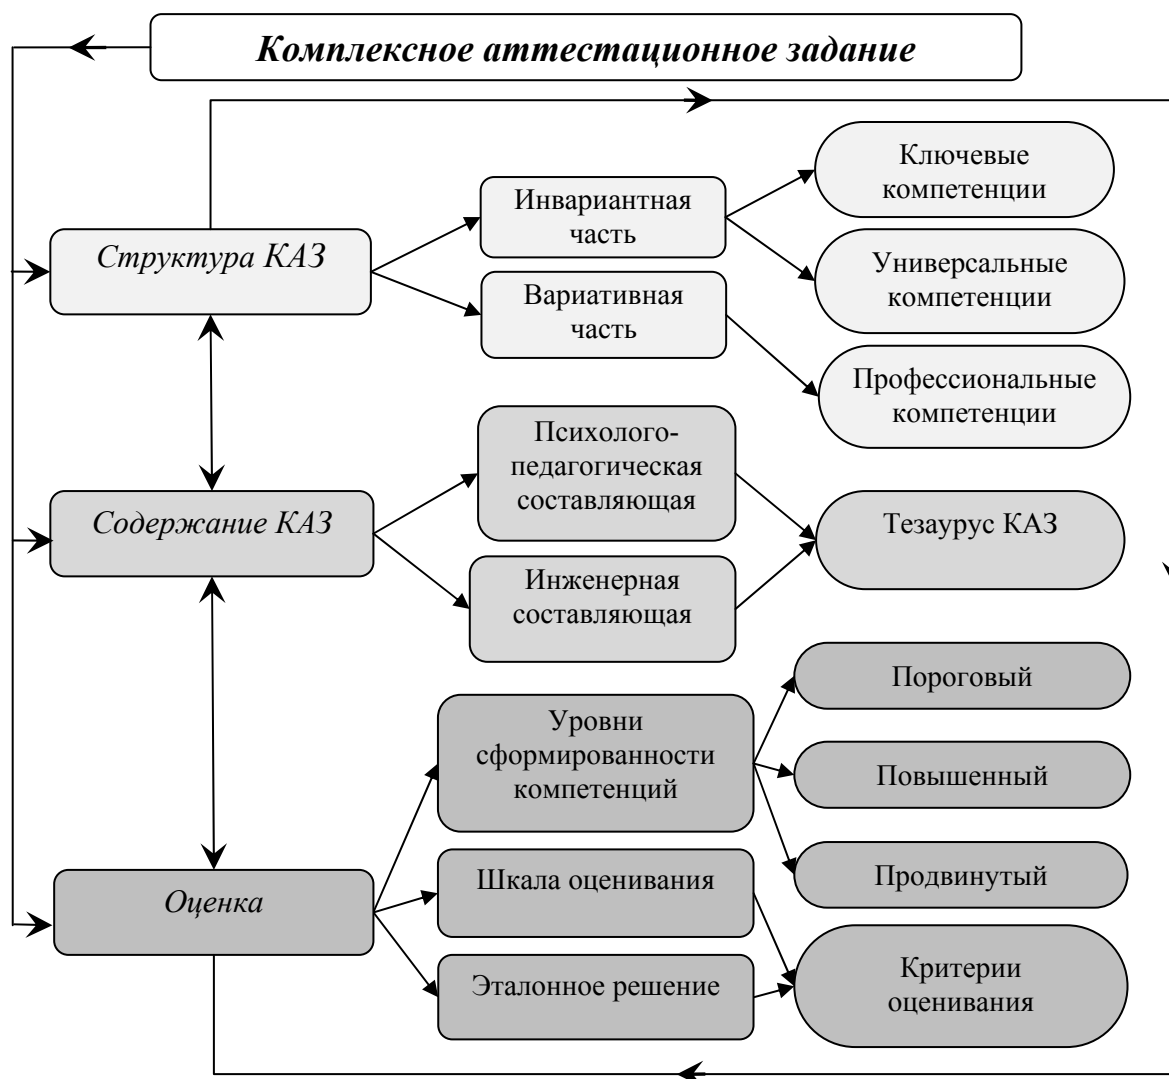 Комплексное аттестационное задание
Ключевые
компетенции
Инвариантная
часть
Структура КАЗ
Универсальные
компетенции
Вариативная
часть
Профессиональные
компетенции
Психолого-
педагогическая
составляющая
Содержание КАЗ
Тезаурус КАЗ
Инженерная
составляющая
Пороговый
Уровни
сформированности
компетенций
Повышенный
Шкала оценивания
Продвинутый
Оценка
Эталонное решение
Критерии
оценивания